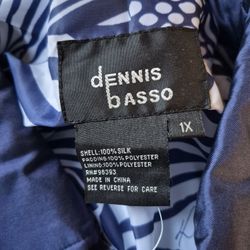 dENNIS
bASSO
1X
SHELL:100%SILK
PADDING:100%POLYESTER
LINING:100%POLYESTER
RN#96393
MADE IN CHINA
SEE REVERSE FOR CARE